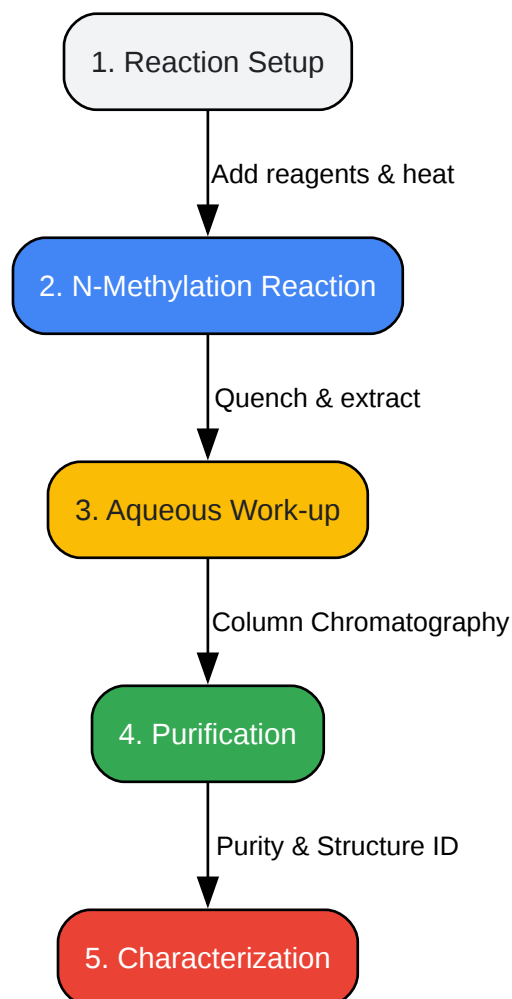 1. Reaction Setup
Add reagents & heat
2. N-Methylation Reaction
Quench & extract
3. Aqueous Work-up
Column Chromatography
4. Purification
Purity & Structure ID
5. Characterization